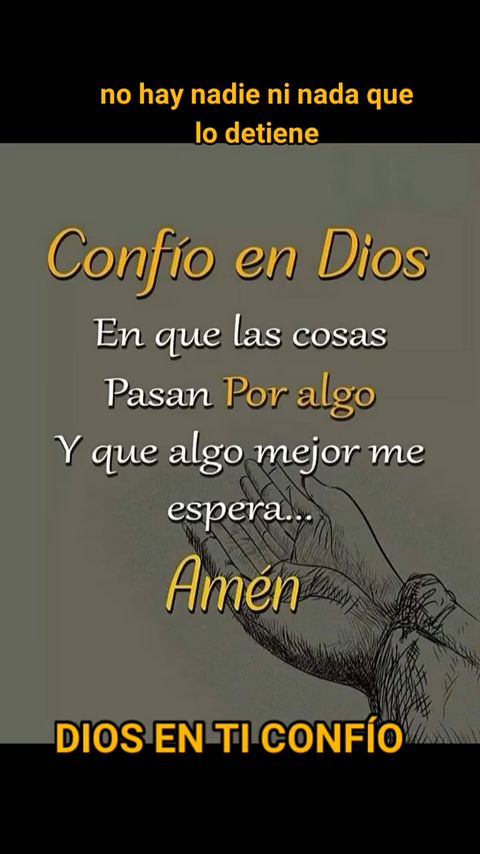 no hay nadie ni nada que
lo detiene
Confío en Dios
En que las cosas
Pasan Por algo
Y que algo mejor me
espera...
Amén
DIOS EN TI CONFÍO